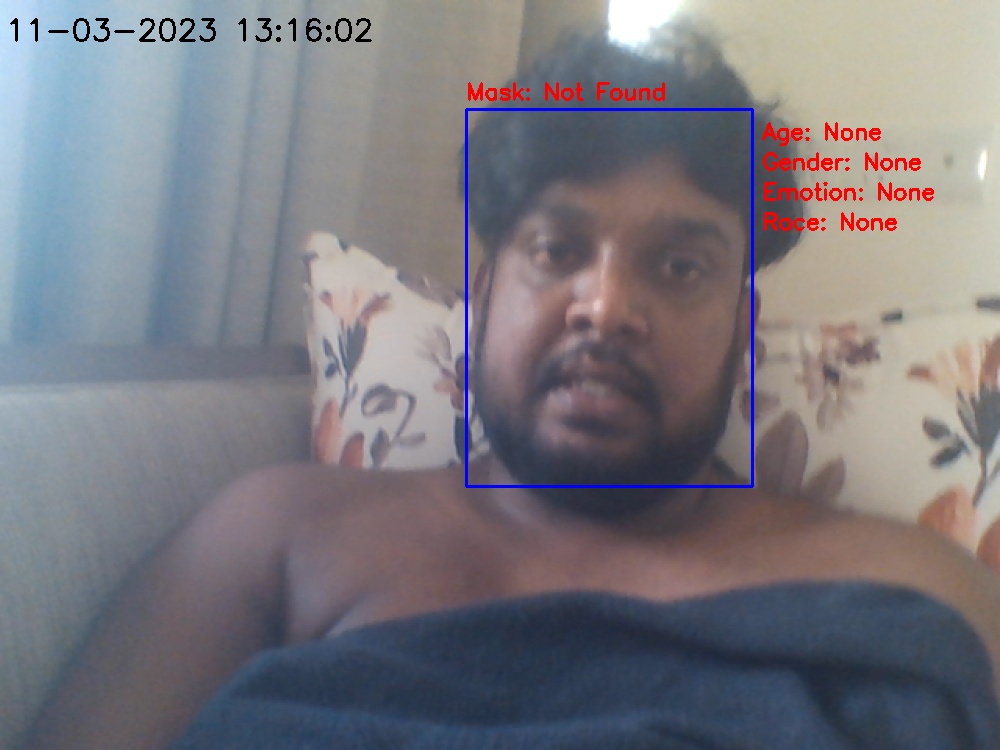 11-03-2023 13:16:02
Mask: Not Found
Age: None
Gender: None
Emotion: None
Race: None